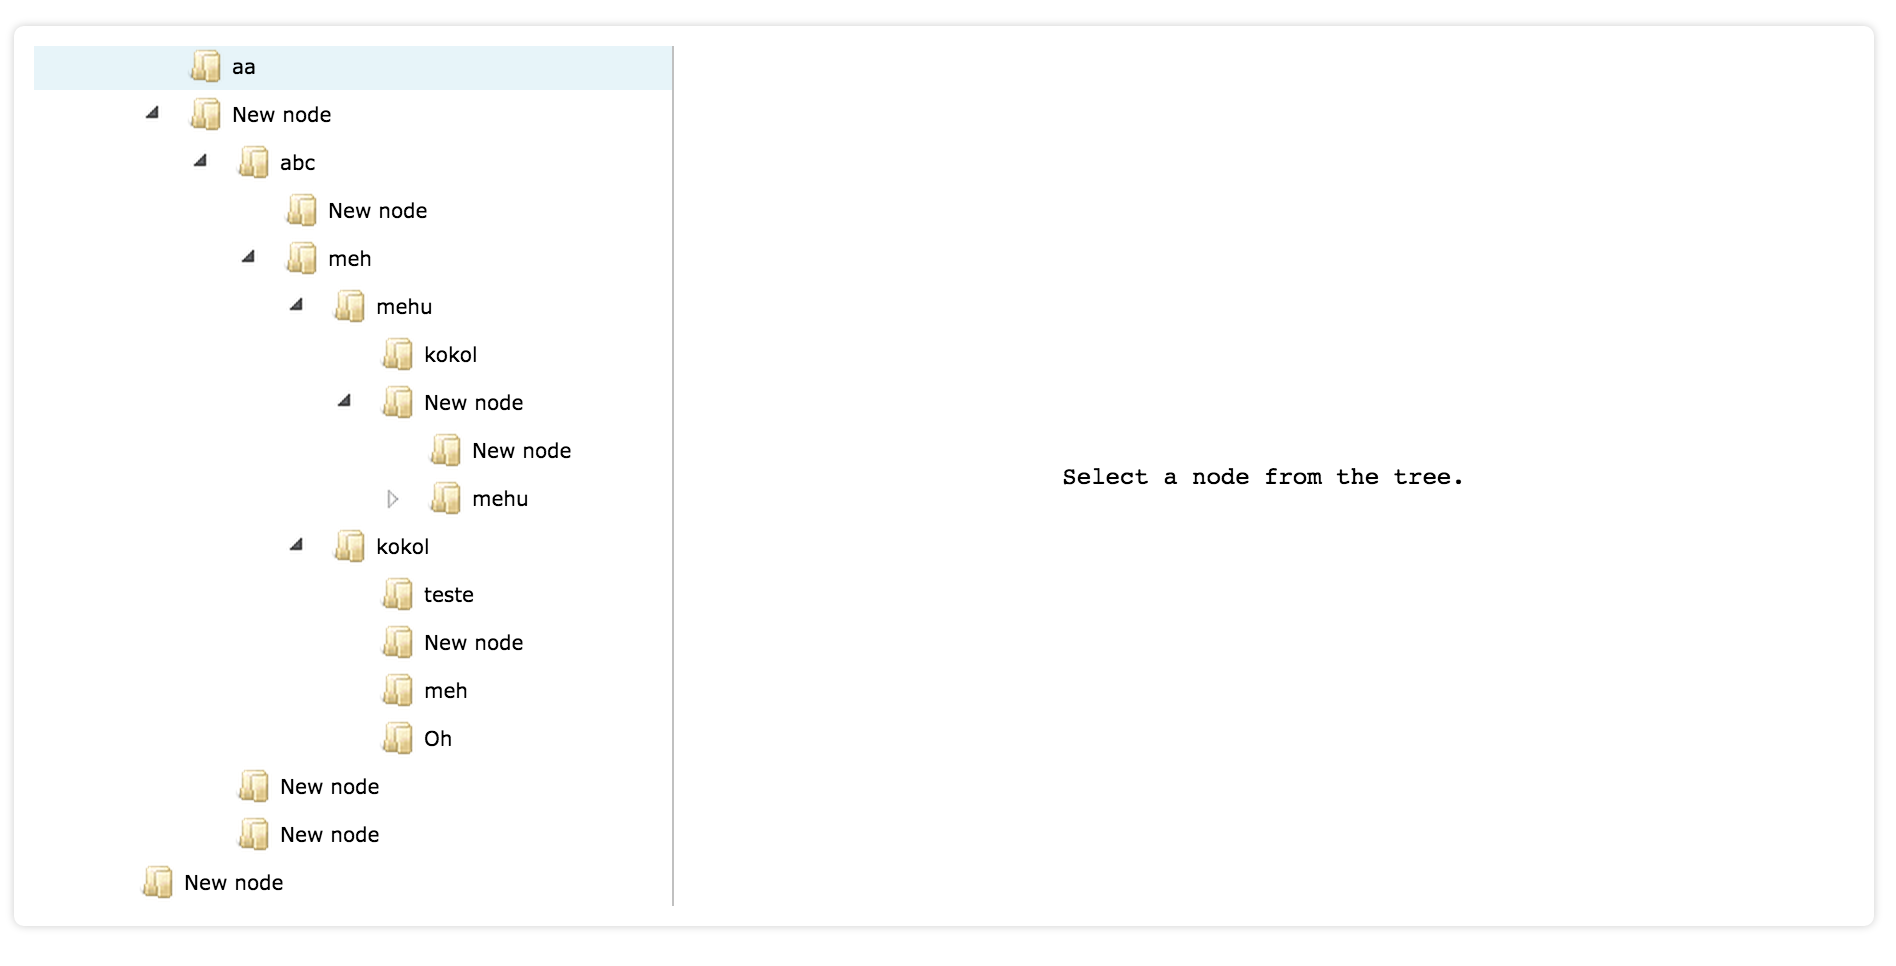 aa
New node
abc
New node
meh
mehu
kokol
New node
New node
mehu
kokol
teste
New node
meh
Oh
New node
New node
New node
Select a node from the tree.